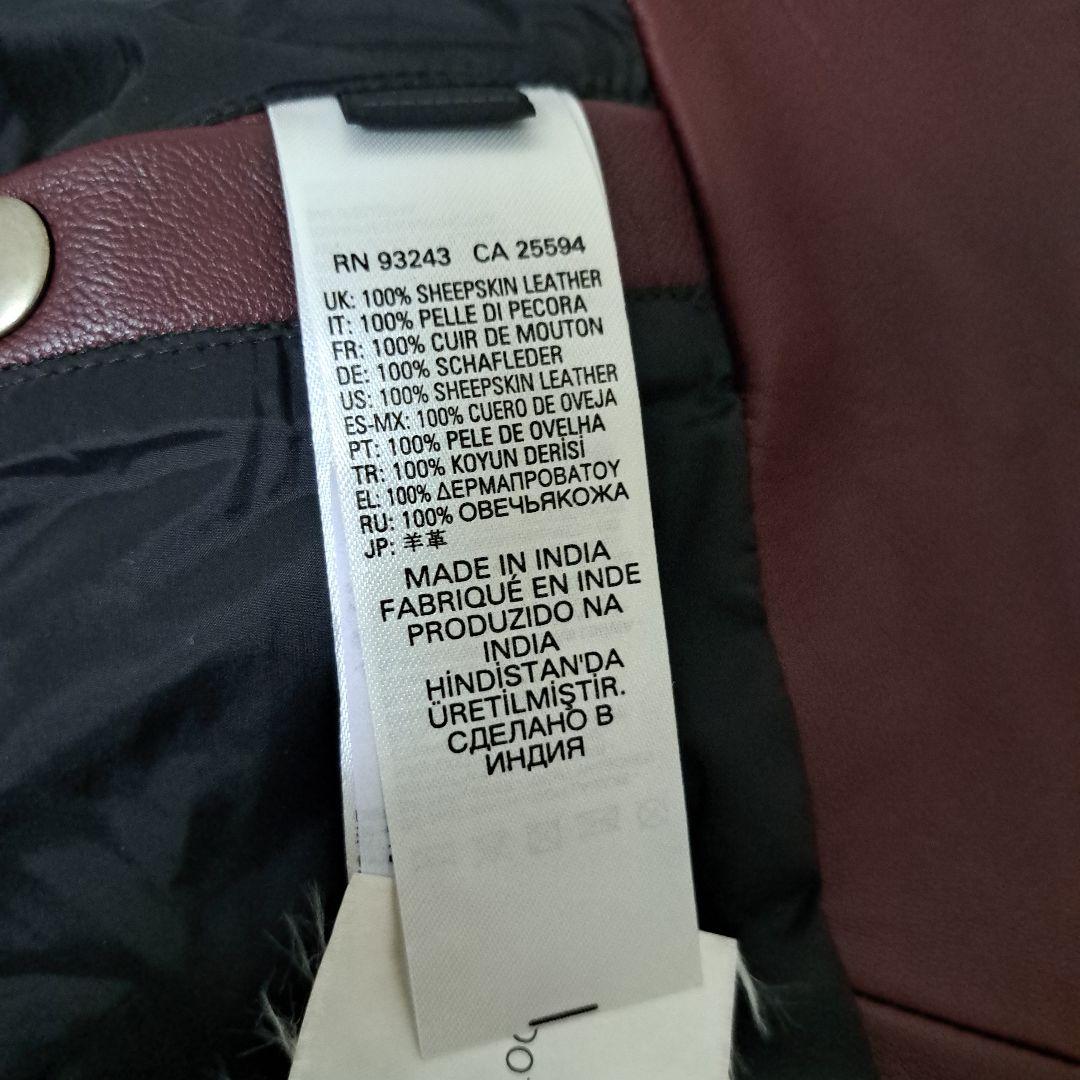 RN 93243 CA 25594
UK: 100% SHEEPSKIN LEATHER
IT: 100% PELLE DI PECORA
FR: 100% CUIR DE MOUTON
DE: 100% SCHAFLEDER
US: 100% SHEEPSKIN LEATHER
ES-MX: 100% CUERO DE OVEJA
PT: 100% PELE DE OVELHA
TR: 100% KOYUN DERİSİ
EL: 100% ΔΕΡΜΑΠΡΟΒΑΤΟΥ
RU: 100% ОВЕЧЬЯКОЖА
JP: 羊革
MADE IN INDIA
FABRIQUÉ EN INDE
PRODUZIDO NA
INDIA
HİNDİSTAN'DA
ÜRETİLMİŞTİR.
СДЕЛАНО В
ИНДИЯ